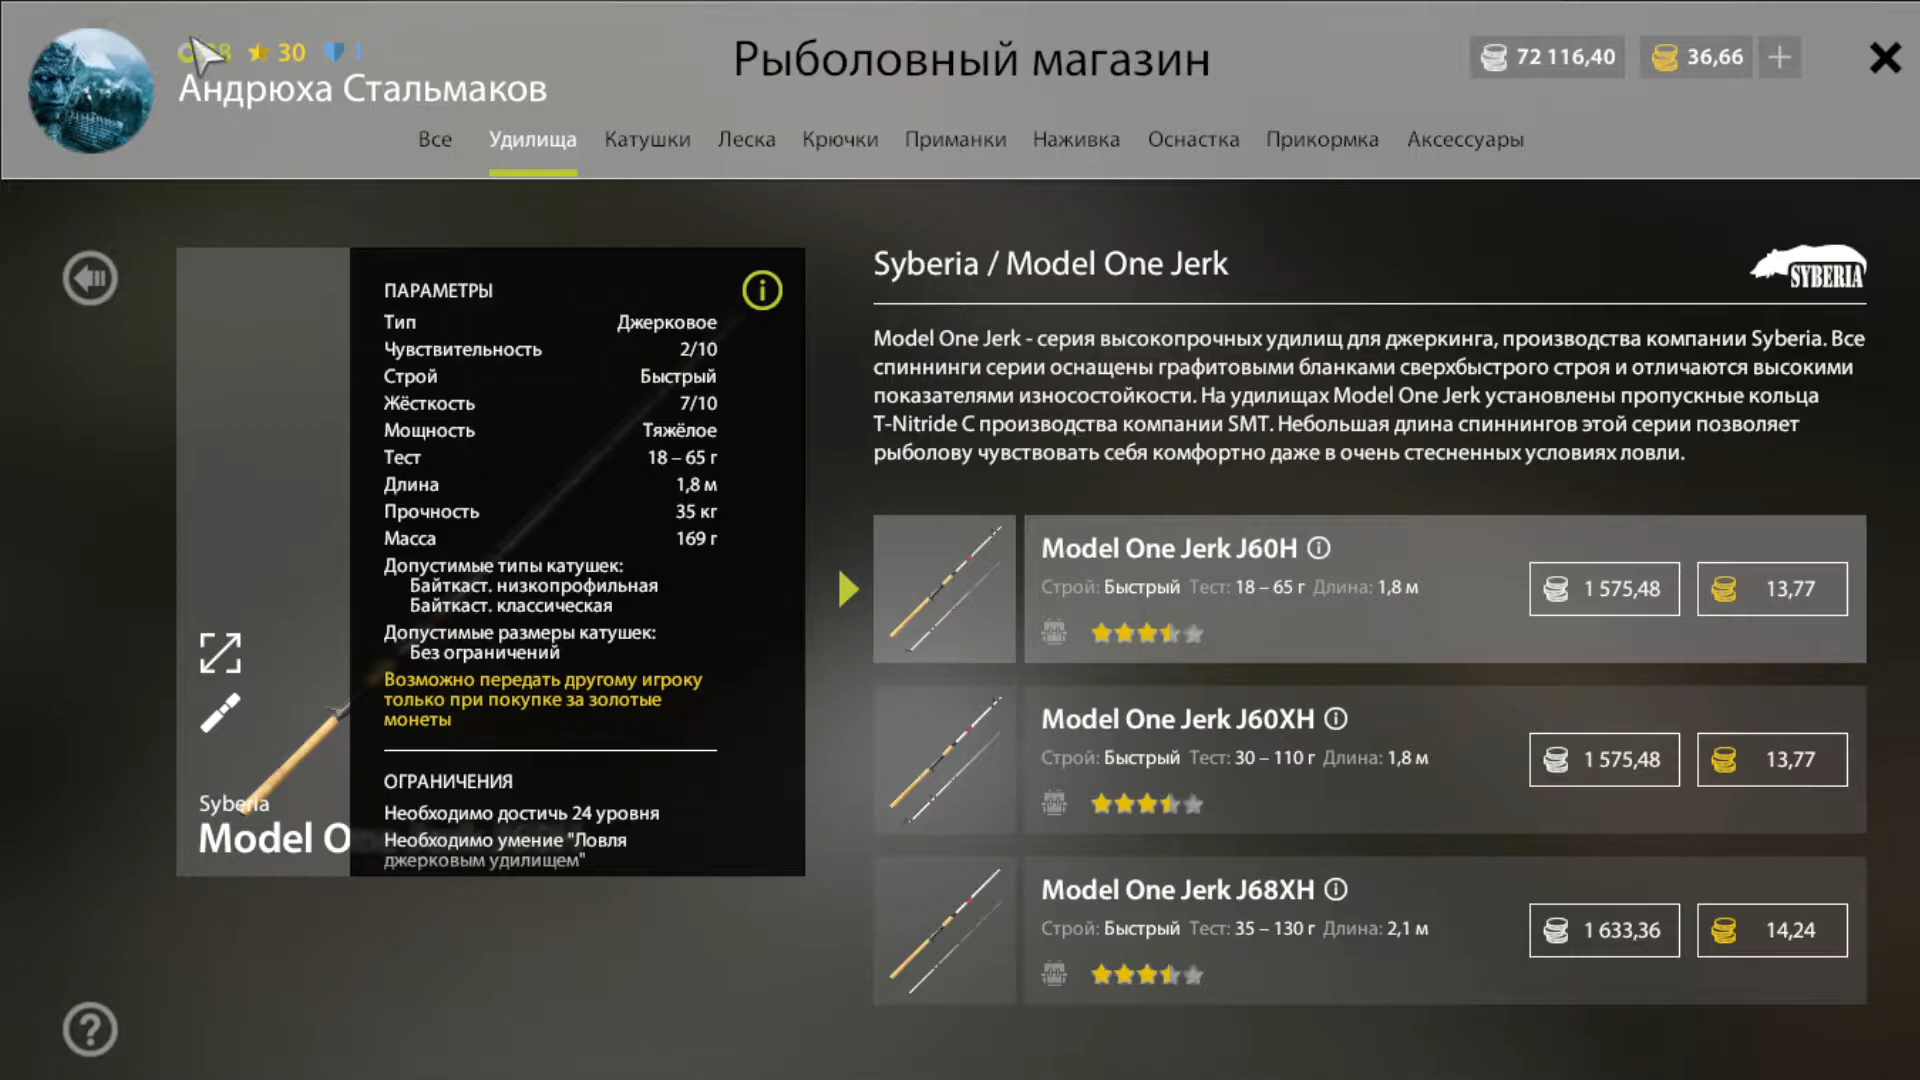 30 1
Андрюха Стальмаков
Рыболовный магазин
72 116,40
36,66
Все Удилища Катушки Леска Крючки Приманки Наживка Оснастка Прикормка Аксессуары
ПАРАМЕТРЫ
Тип Джерковое
Чувствительность 2/10
Строй Быстрый
Жёсткость 7/10
Мощность Тяжёлое
Тест 18 – 65 г
Длина 1,8 м
Прочность 35 кг
Масса 169 г
Допустимые типы катушек:
Байткаст. низкопрофильная
Байткаст. классическая
Допустимые размеры катушек:
Без ограничений
Возможно передать другому игроку
только при покупке за золотые
монеты
ОГРАНИЧЕНИЯ
Необходимо достичь 24 уровня
Необходимо умение "Ловля
джерковым удилищем"
Syberia
Model One Jerk
Syberia / Model One Jerk
SYBERIA
Model One Jerk - серия высокопрочных удилищ для джеркинга, производства компании Syberia. Все
спиннинги серии оснащены графитовыми бланками сверхбыстрого строя и отличаются высокими
показателями износостойкости. На удилищах Model One Jerk установлены пропускные кольца
T-Nitride C производства компании SMT. Небольшая длина спиннингов этой серии позволяет
рыболову чувствовать себя комфортно даже в очень стесненных условиях ловли.
Model One Jerk J60H
Строй: Быстрый Тест: 18 – 65 г Длина: 1,8 м
1 575,48
13,77
Model One Jerk J60XH
Строй: Быстрый Тест: 30 – 110 г Длина: 1,8 м
1 575,48
13,77
Model One Jerk J68XH
Строй: Быстрый Тест: 35 – 130 г Длина: 2,1 м
1 633,36
14,24